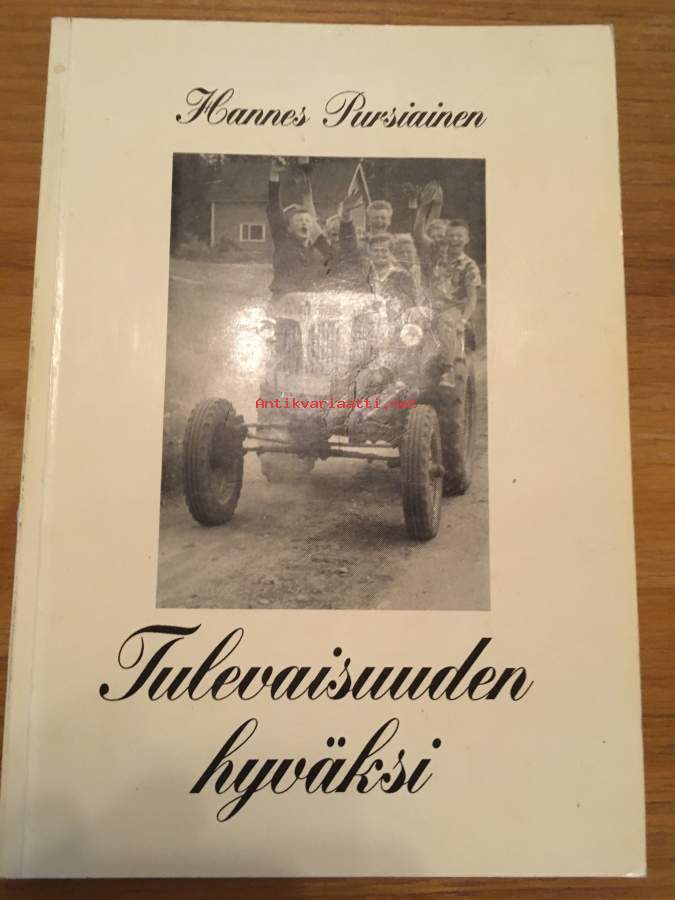 Hannes Pursiainen
Antikvariaatti.net
Tulevaisuuden
hyväksi